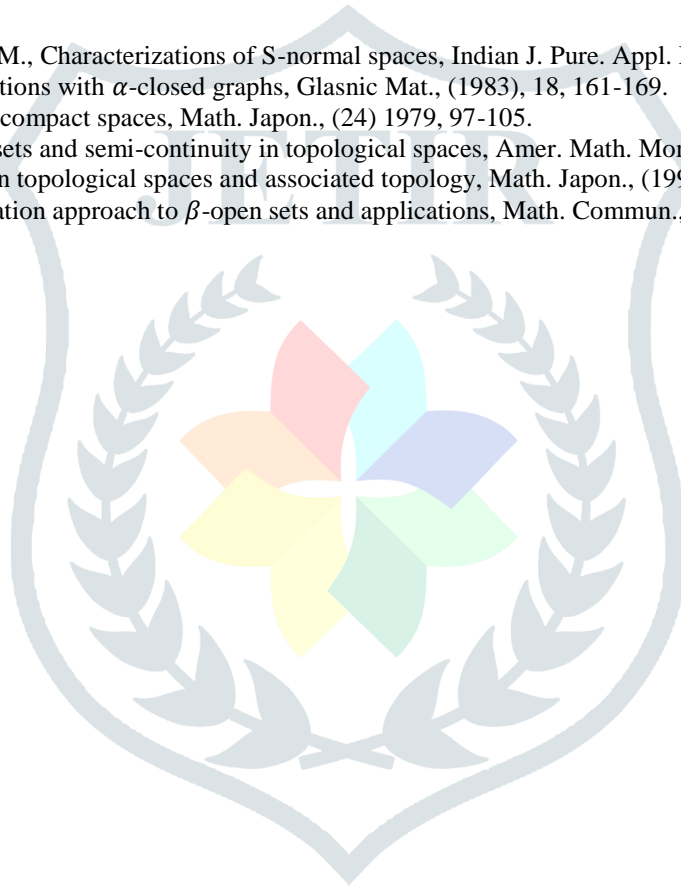 M., Characterizations of S-normal spaces, Indian J. Pure. Appl.
tions with α-closed graphs, Glasnic Mat., (1983), 18, 161-169.
compact spaces, Math. Japon., (24) 1979, 97-105.
sets and semi-continuity in topological spaces, Amer. Math.
n topological spaces and associated topology, Math. Japon.,
ation approach to β-open sets and applications, Math. Commun.,
JETIR